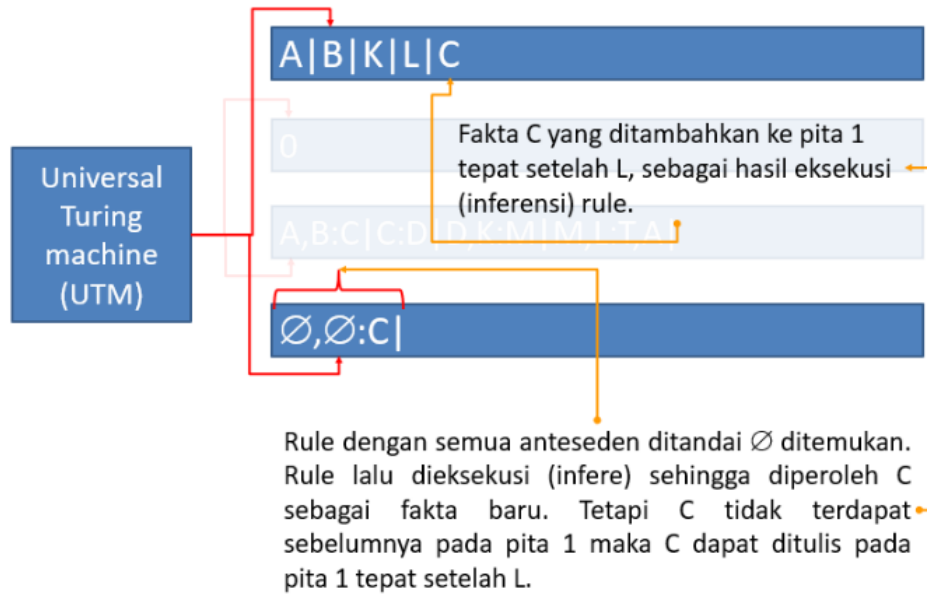 A|B|K|L|C
0
Fakta C yang ditambahkan ke pita 1
tepat setelah L, sebagai hasil eksekusi
(inferensi) rule.
Universal
Turing
machine
(UTM)
A,B:C|C:D|D,K:M|M,L:T,A|
∅,∅:C|
Rule dengan semua anteseden ditandai ∅ ditemukan.
Rule lalu dieksekusi (infere) sehingga diperoleh C
sebagai fakta baru. Tetapi C tidak terdapat
sebelumnya pada pita 1 maka C dapat ditulis pada
pita 1 tepat setelah L.